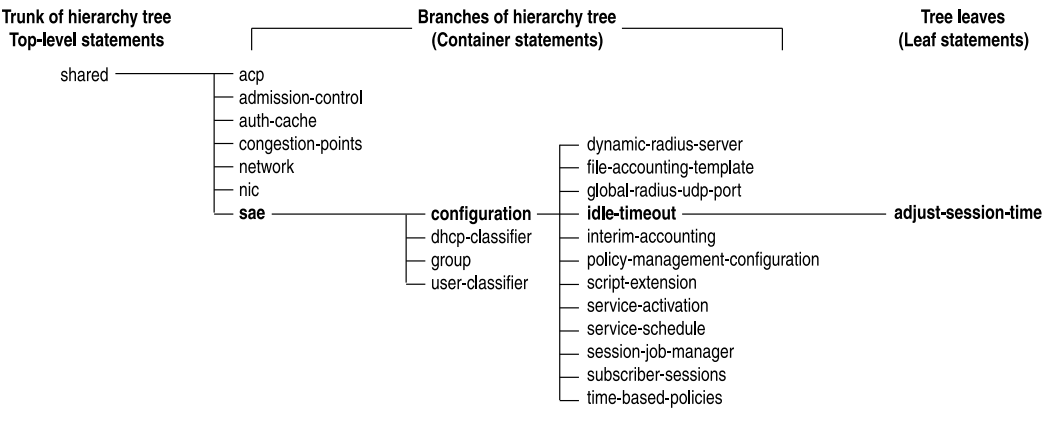 Trunk of hierarchy tree
Top-level statements
Branches of hierarchy tree
(Container statements)
Tree leaves
(Leaf statements)
shared
acp
admission-control
auth-cache
congestion-points
network
nic
sae
configuration
dhcp-classifier
group
user-classifier
dynamic-radius-server
file-accounting-template
global-radius-udp-port
idle-timeout
interim-accounting
policy-management-configuration
script-extension
service-activation
service-schedule
session-job-manager
subscriber-sessions
time-based-policies
adjust-session-time